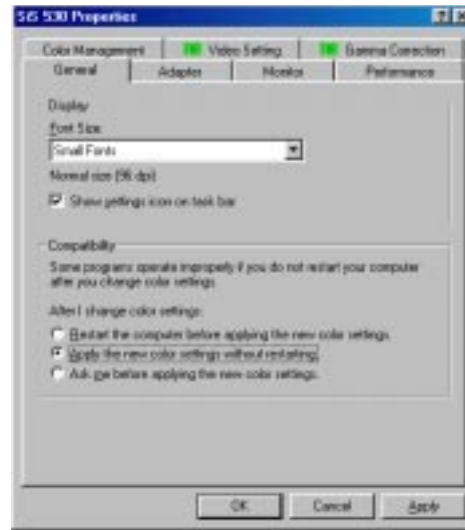 SiS 530 Properties
Color Management
Video Setting
Gamma Correction
General
Adapter
Monitor
Performance
Display
Font Size
Small Fonts
Normal size (96 dpi)
Show settings icon on task bar
Compatibility
Some programs operate improperly if you do not restart your computer
after you change color settings.
After I change color settings:
Restart the computer before applying the new color settings.
Apply the new color settings without restarting.
Ask me before applying the new color settings.
OK
Cancel
Apply